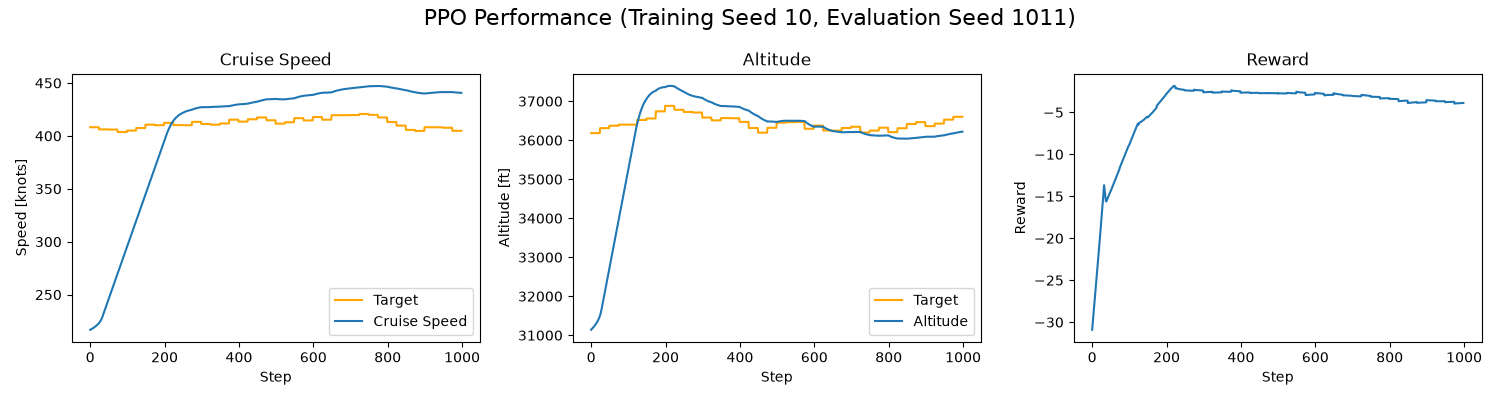 PPO Performance (Training Seed 10, Evaluation Seed 1011)
Cruise Speed
Speed [knots]
450
400
350
300
250
0 200 400 600 800 1000
Step
Target
Cruise Speed
Altitude
Altitude [ft]
37000
36000
35000
34000
33000
32000
31000
0 200 400 600 800 1000
Step
Target
Altitude
Reward
Reward
−5
−10
−15
−20
−25
−30
0 200 400 600 800 1000
Step